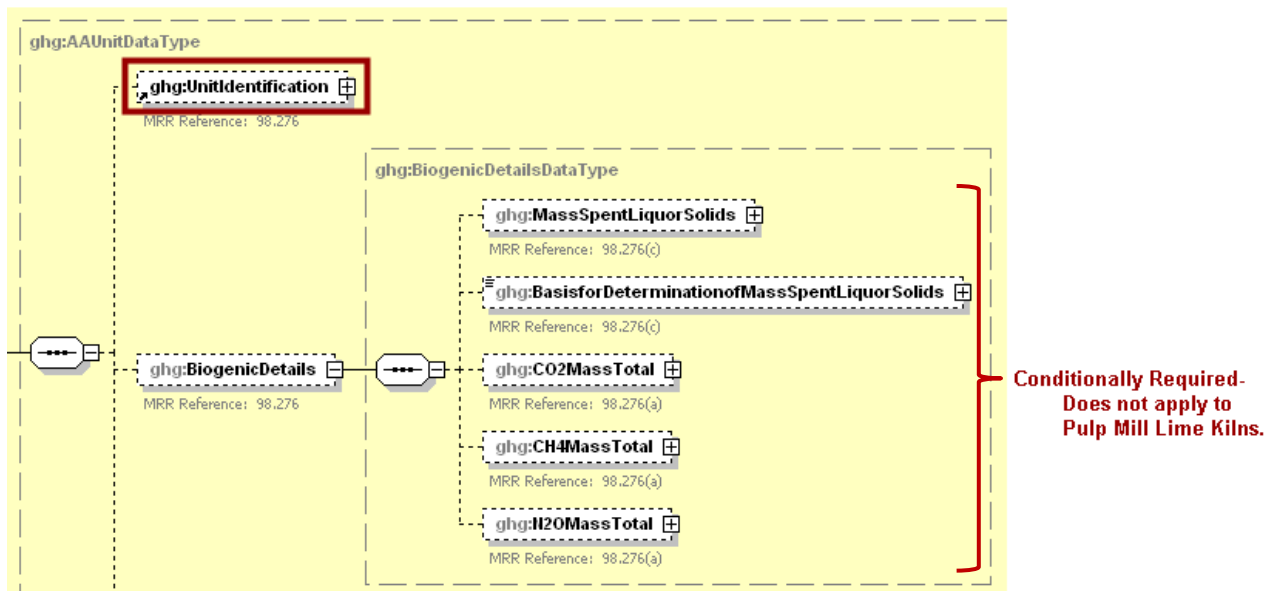 ghg:AAUnitDataType
ghg:UnitIdentification
MRR Reference: 98.276
ghg:BiogenicDetailsDataType
ghg:MassSpentLiquorSolids
MRR Reference: 98.276(c)
ghg:BasisforDeterminationofMassSpentLiquorSolids
MRR Reference: 98.276(c)
ghg:BiogenicDetails
MRR Reference: 98.276
ghg:CO2MassTotal
MRR Reference: 98.276(a)
ghg:CH4MassTotal
MRR Reference: 98.276(a)
ghg:N2OMassTotal
MRR Reference: 98.276(a)
Conditionally Required-
Does not apply to
Pulp Mill Lime Kilns.